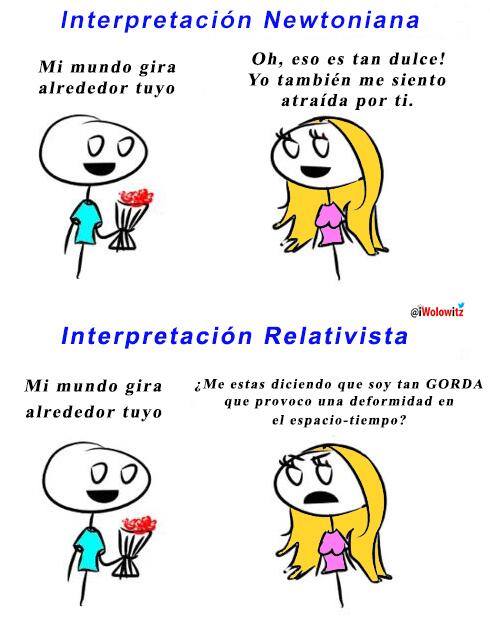 Interpretación Newtoniana
Mi mundo gira
alrededor tuyo
Oh, eso es tan dulce!
Yo también me siento
atraída por ti.
@iWolowitz
Interpretación Relativista
Mi mundo gira
alrededor tuyo
¿Me estas diciendo que soy tan GORDA
que provoco una deformidad en
el espacio-tiempo?